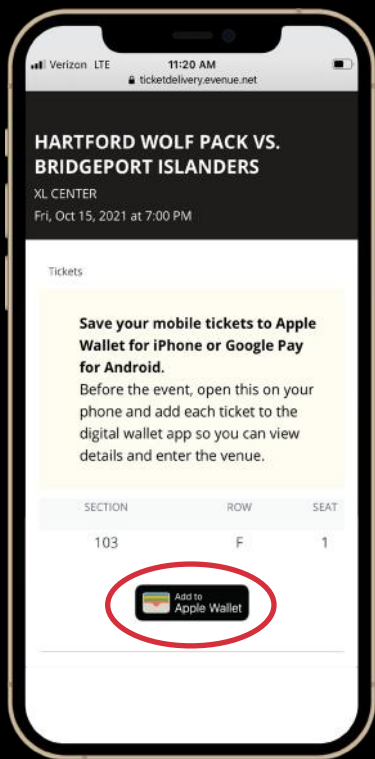 Verizon LTE 11:20 AM
ticketdelivery.evenue.net
HARTFORD WOLF PACK VS.
BRIDGEPORT ISLANDERS
XL CENTER
Fri, Oct 15, 2021 at 7:00 PM
Tickets
Save your mobile tickets to Apple
Wallet for iPhone or Google Pay
for Android.
Before the event, open this on your
phone and add each ticket to the
digital wallet app so you can view
details and enter the venue.
SECTION ROW SEAT
103 F 1
Add to
Apple Wallet